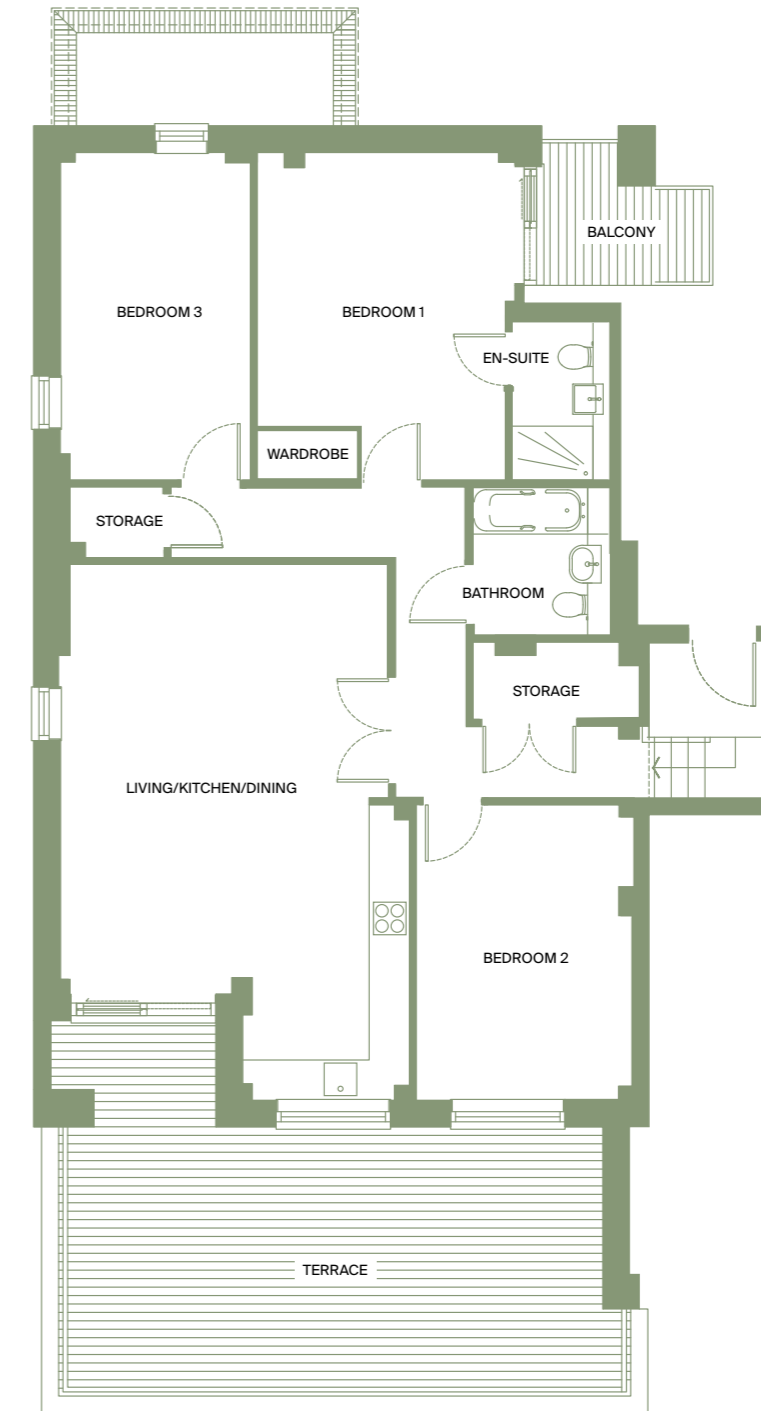 BALCONY
BEDROOM 3
BEDROOM 1
EN-SUITE
WARDROBE
STORAGE
BATHROOM
STORAGE
LIVING/KITCHEN/DINING
BEDROOM 2
TERRACE